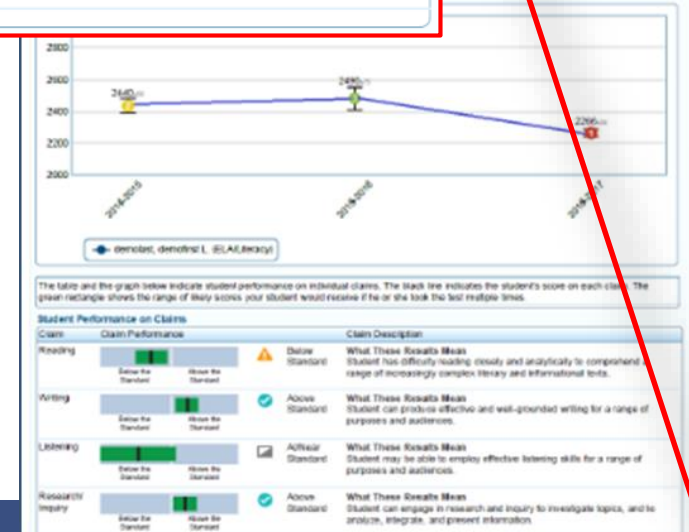 2800
2600
2400
2200
2000
2440
2266
2014-2015
2015-2016
demolast, demofirst L. (ELA/Literacy)
The table and the graph below indicate student performance on individual claims. The black line indicates the student's score on each claim. The
green rectangle shows the range of likely scores your student would receive if he or she took the test multiple times.
Student Performance on Claims
Claim Claim Performance Claim Description
Reading
Below the Standard Above the Standard
Below Standard
What These Results Mean
Student has difficulty reading closely and analytically to comprehend a
range of increasingly complex literary and informational texts.
Writing
Below the Standard Above the Standard
Above Standard
What These Results Mean
Student can produce effective and well-grounded writing for a range of
purposes and audiences.
Listening
Below the Standard Above the Standard
At/Near Standard
What These Results Mean
Student may be able to employ effective listening skills for a range of
purposes and audiences.
Research/
Inquiry
Below the Standard Above the Standard
Above Standard
What These Results Mean
Student can engage in research and inquiry to investigate topics, and to
analyze, integrate, and present information.